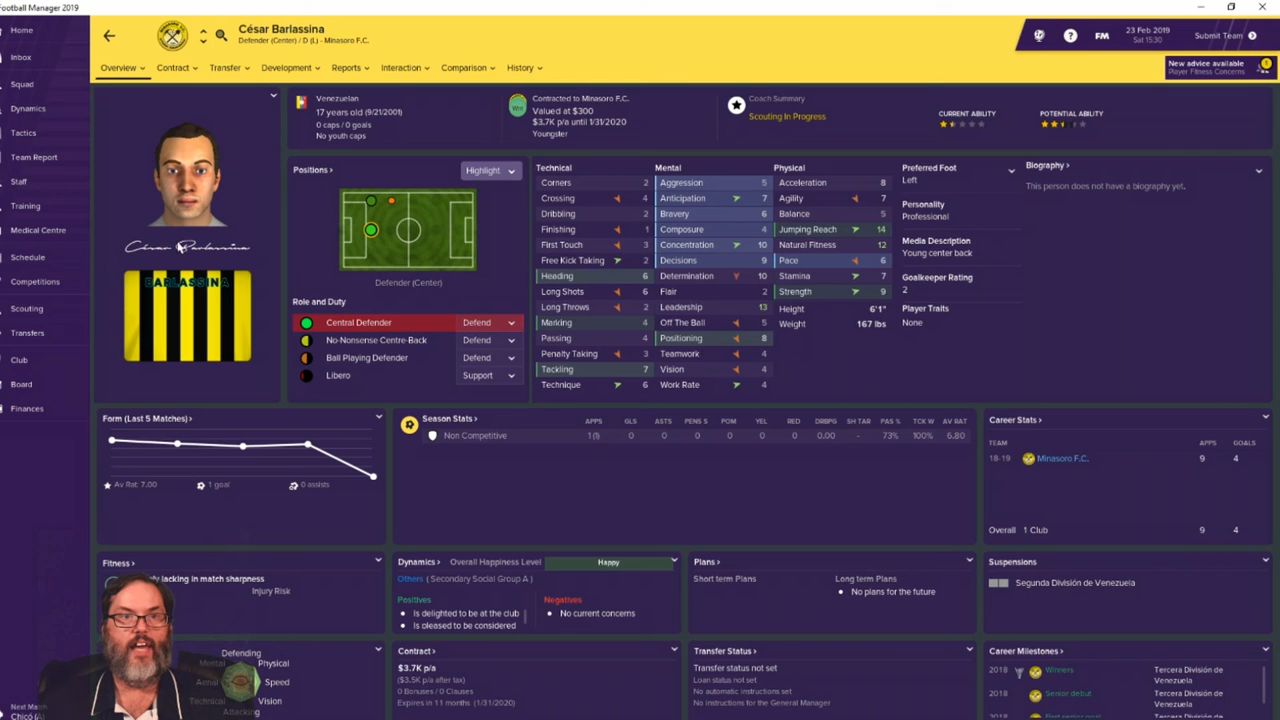 Football Manager 2019
Home
Inbox
Squad
Dynamics
Tactics
Team Report
Staff
Training
Medical Centre
Schedule
Competitions
Scouting
Transfers
Club
Board
Finances
Next Match
Chicó (A)
César Barlassina
Defender (Center) / D (L) - Minasoro F.C.
23 Feb 2019
Sat 15:30
FM
Submit Team
Overview Contract Transfer Development Reports Interaction Comparison History
New advice available
Player Fitness Concerns
César Barlassina
BARLASSINA
Venezuelan
17 years old (9/21/2001)
0 caps / 0 goals
No youth caps
Contracted to Minasoro F.C.
Valued at $300
$3.7K p/a until 1/31/2020
Youngster
Coach Summary
Scouting In Progress
CURRENT ABILITY
POTENTIAL ABILITY
Positions
Highlight
Defender (Center)
Role and Duty
Central Defender Defend
No-Nonsense Centre-Back Defend
Ball Playing Defender Defend
Libero Support
Technical
Corners 2
Crossing 4
Dribbling 2
Finishing 1
First Touch 3
Free Kick Taking 2
Heading 6
Long Shots 6
Long Throws 2
Marking 4
Passing 4
Penalty Taking 3
Tackling 7
Technique 6
Mental
Aggression 5
Anticipation 7
Bravery 6
Composure 4
Concentration 10
Decisions 9
Determination 10
Flair 2
Leadership 13
Off The Ball 5
Positioning 8
Teamwork 4
Vision 4
Work Rate 4
Physical
Acceleration 8
Agility 7
Balance 5
Jumping Reach 14
Natural Fitness 12
Pace 6
Stamina 7
Strength 9
Height 6'1"
Weight 167 lbs
Preferred Foot
Left
Personality
Professional
Media Description
Young center back
Goalkeeper Rating
2
Player Traits
None
Biography
This person does not have a biography yet.
Form (Last 5 Matches)
Av Rat: 7.00 1 goal 0 assists
Season Stats
APPS GLS ASTS PENS S POM YEL RED DRBPG SH TAR PAS % TCK W AV RAT
Non Competitive 1 (1) 0 0 0 0 0 0 0.00 - 73% 100% 6.80
Career Stats
TEAM APPS GOALS
18-19 Minasoro F.C. 9 4
Overall 1 Club 9 4
Fitness
lacking in match sharpness
Injury Risk
Dynamics Overall Happiness Level Happy
Others (Secondary Social Group A)
Positives
Is delighted to be at the club
Is pleased to be considered
Negatives
No current concerns
Plans
Short term Plans
Long term Plans
No plans for the future
Suspensions
Segunda División de Venezuela
Defending
Mental Physical
Aerial Speed
Technical Vision
Attacking
Contract
$3.7K p/a
($3.5K p/a after tax)
0 Bonuses / 0 Clauses
Expires in 11 months (1/31/2020)
Transfer Status
Transfer status not set
Loan status not set
No automatic instructions set
No instructions for the General Manager
Career Milestones
2018 Winners Tercera División de Venezuela
2018 Senior debut Tercera División de Venezuela
2018 First senior goal Tercera División de